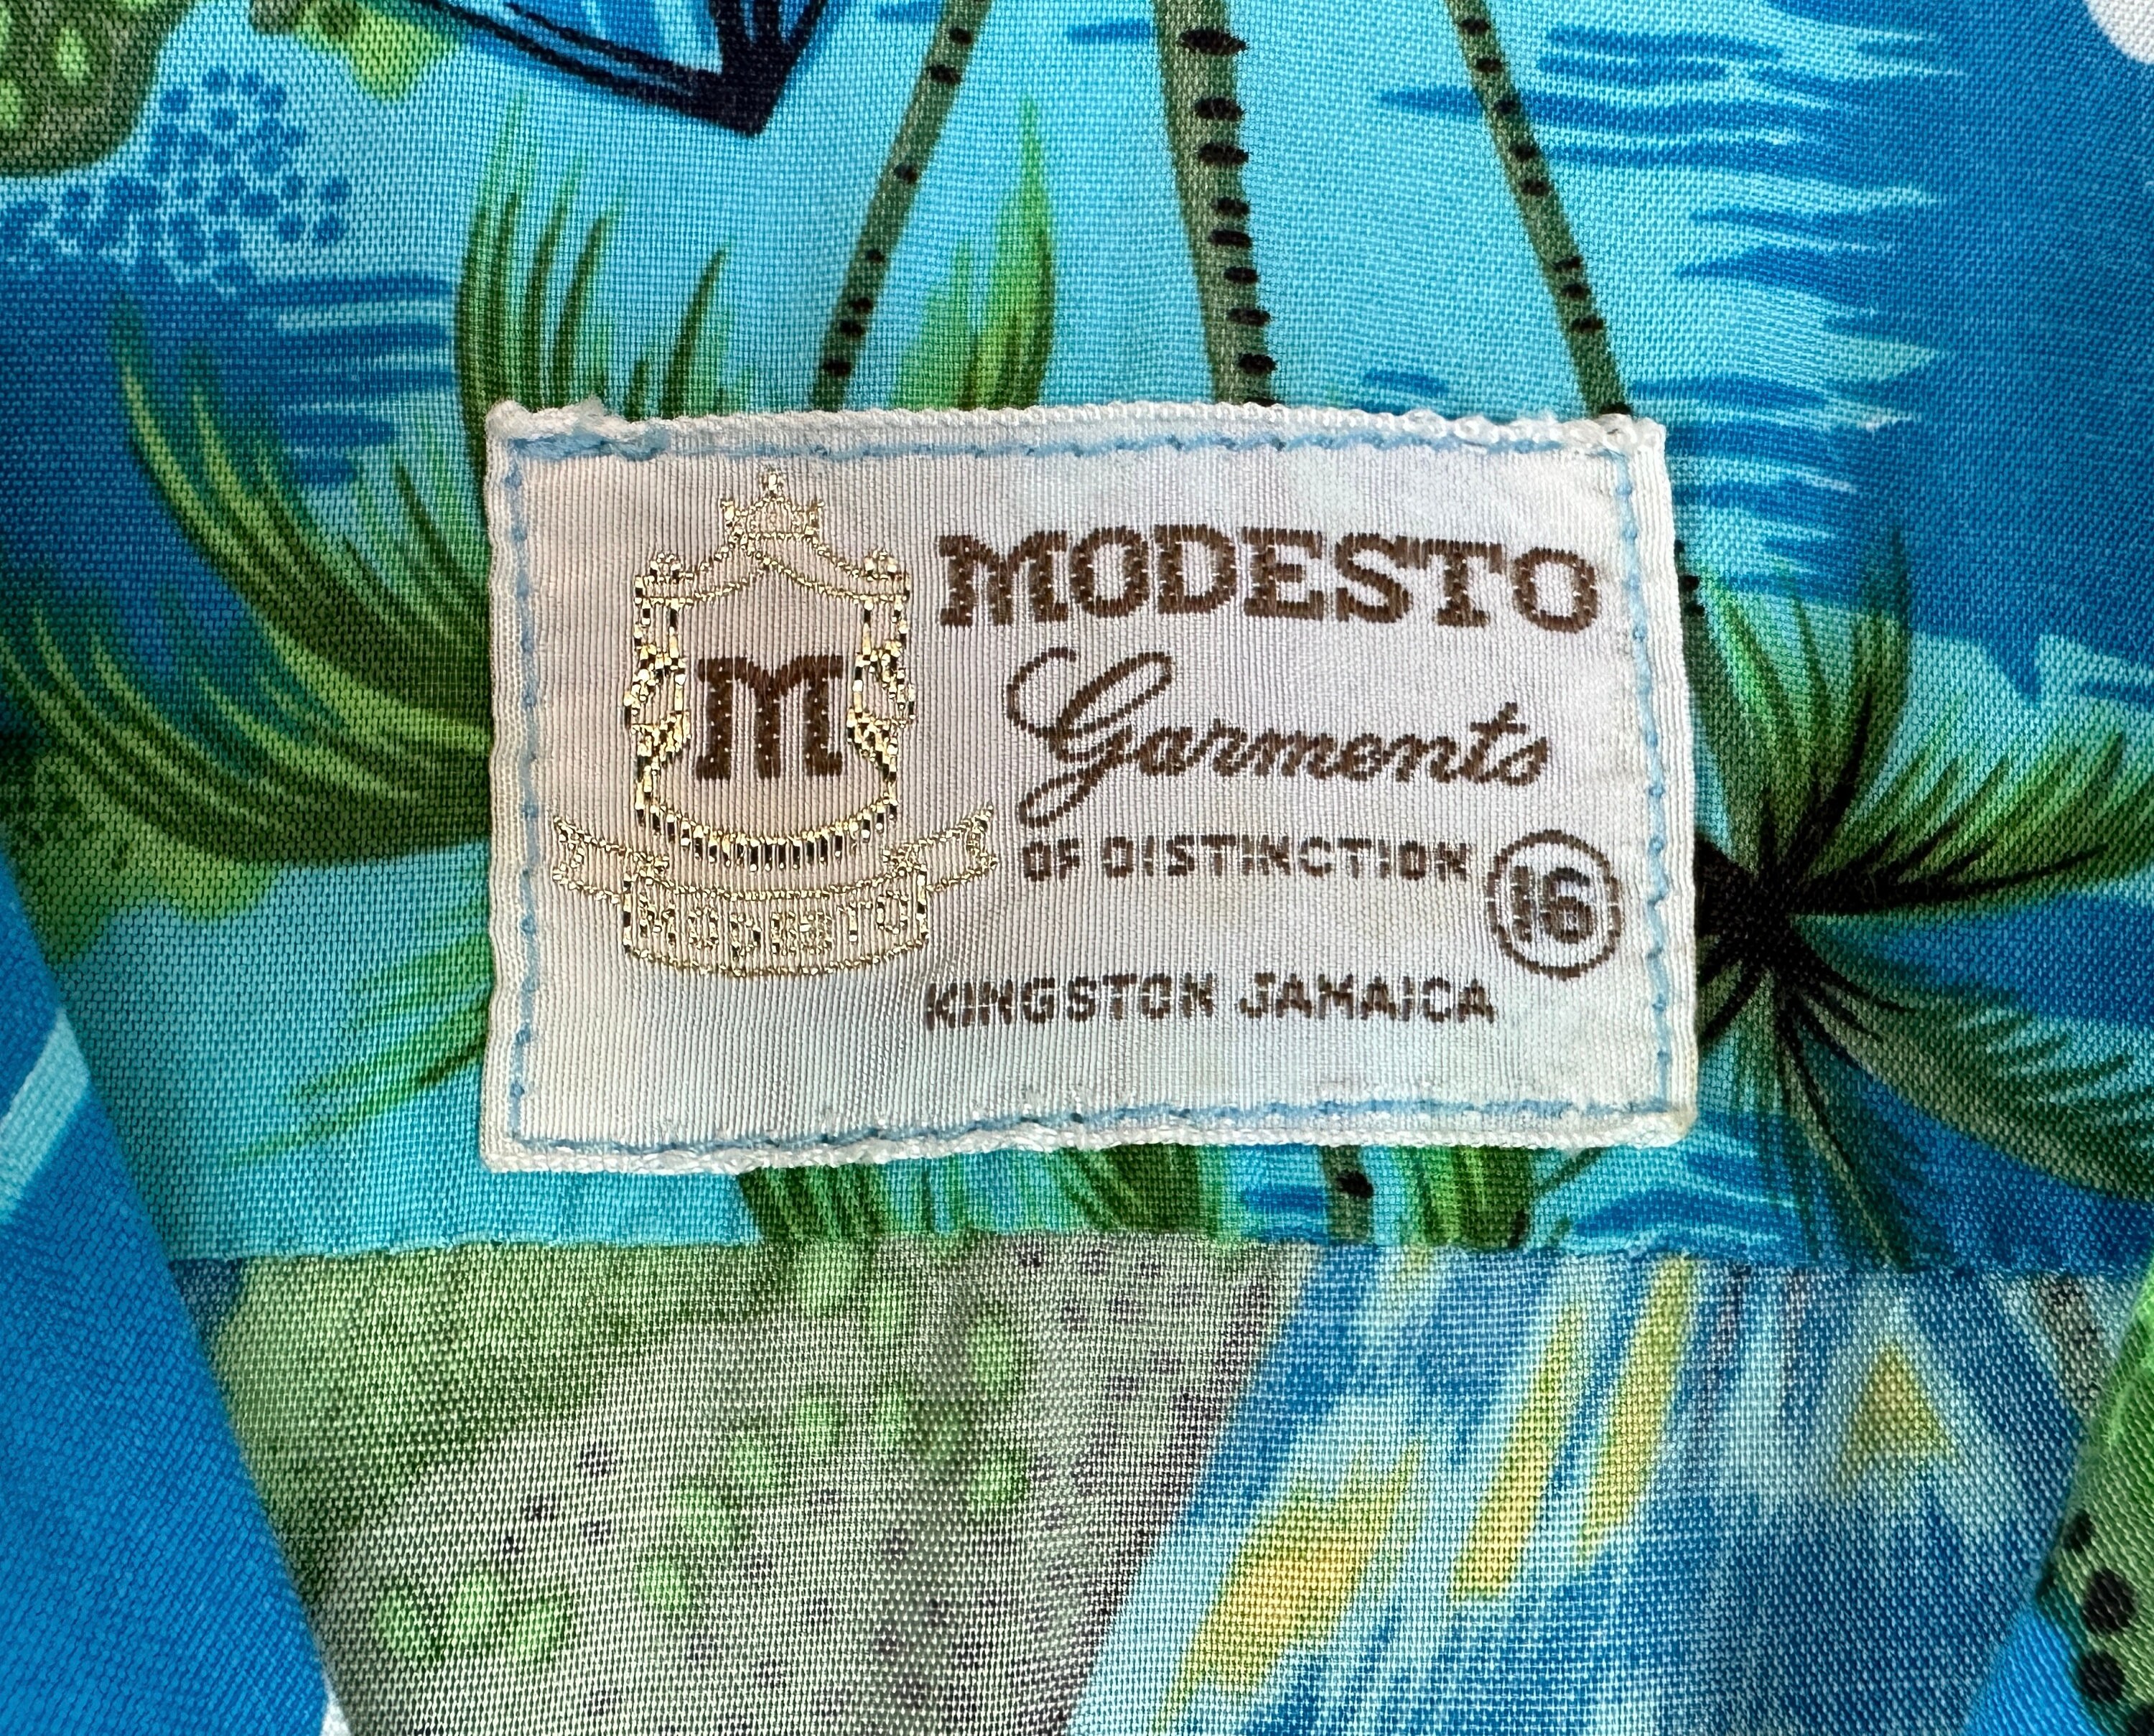 M
MODESTO
MODESTO
Garments
OF DISTINCTION
16
KINGSTON JAMAICA